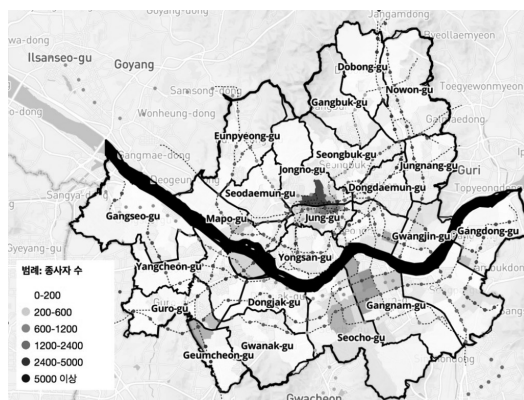 Jangamdong
wa-dong
Byeollaemyeon
Ilsanseo-gu
Goyang
Dobong-gu
Samsong-dong
Nowon-gu
Toegyewonmyeon
Gangbuk-gu
Wonheung-dong
Eunpyeong-gu
Seongbuk-gu
Jungnang-gu
Guri
Jongno-gu
Dongdaemun-gu
Seodaemun-gu
Gangseo-gu
Mapo-gu
Jung-gu
Gwangjin-gu
Gangdong-gu
Gyeyang-gu
Yongsan-gu
Yangcheon-gu
범례: 종사자 수
0-200
200-600
600-1200
1200-2400
2400-5000
5000 이상
Guro-gu
Dongjak-gu
Gangnam-gu
Gwanak-gu
Seocho-gu
Geumcheon-gu
Gwacheon